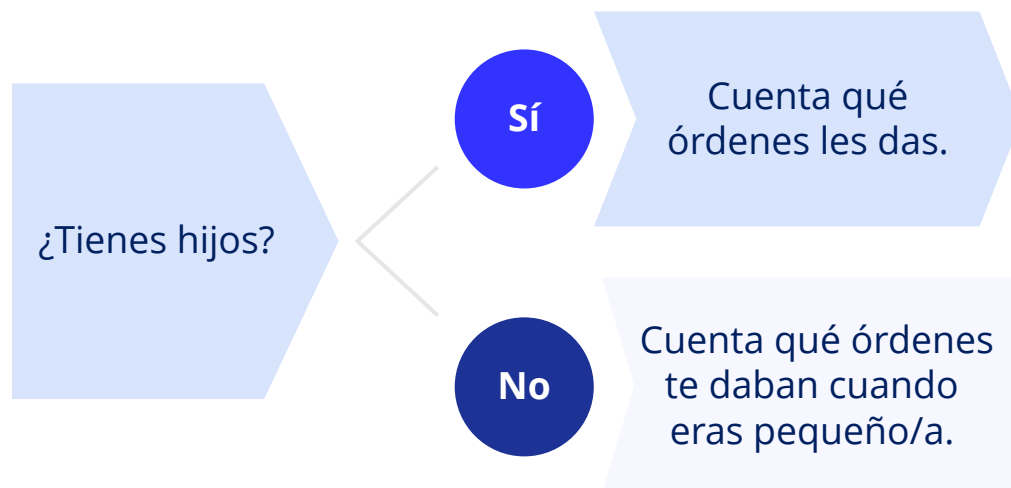 ¿Tienes hijos?
Sí
Cuenta qué
órdenes les das.
No
Cuenta qué órdenes
te daban cuando
eras pequeño/a.